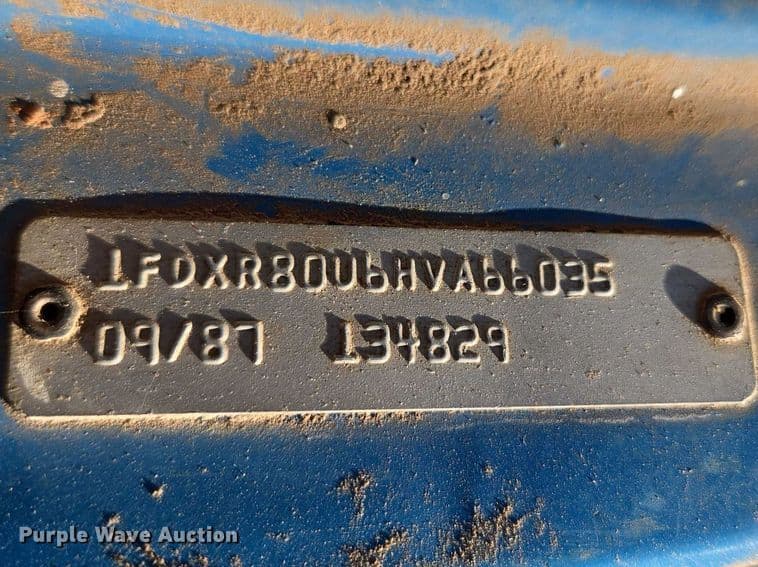 1FDXR80U6HVA66035
09/87 134829
Purple Wave Auction